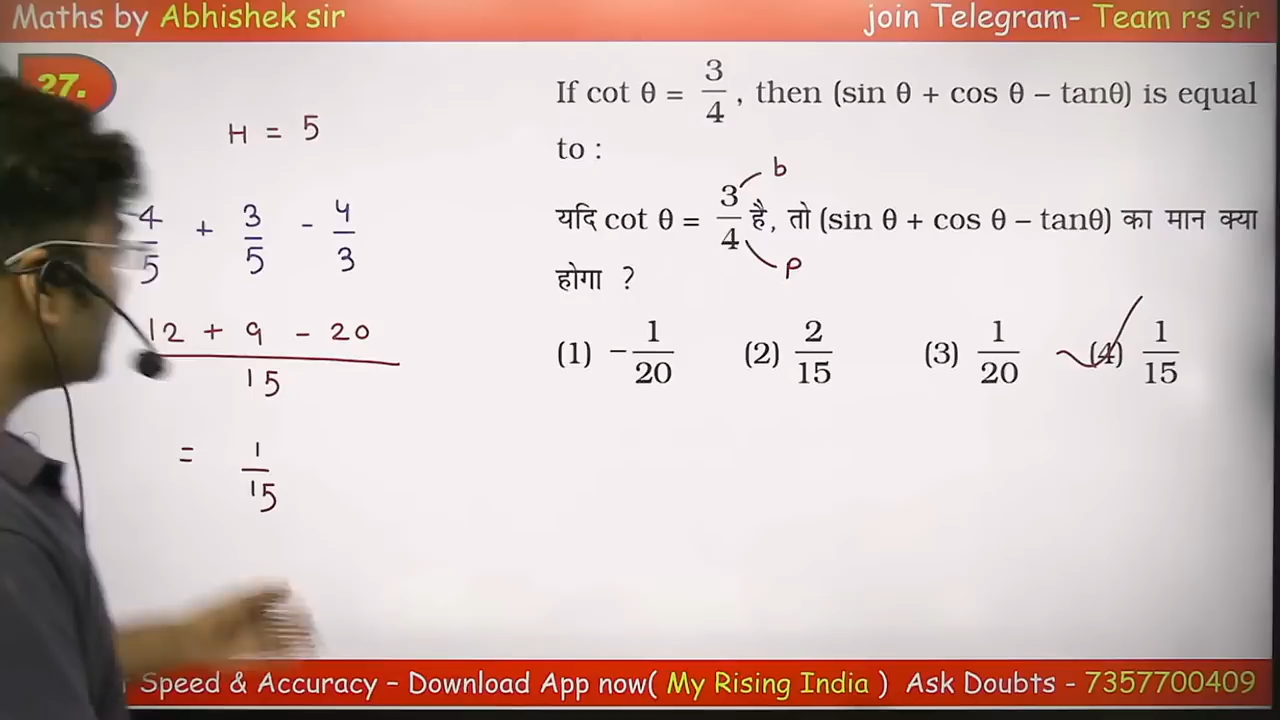 Maths by Abhishek sir
join Telegram- Team rs sir
27.
If cot θ = 3/4, then (sin θ + cos θ – tanθ) is equal
to :
यदि cot θ = 3/4 है, तो (sin θ + cos θ – tanθ) का मान क्या
होगा ?
b
p
(1) –1/20 (2) 2/15 (3) 1/20 (4) 1/15
H = 5
4/5 + 3/5 - 4/3
12 + 9 - 20
15
= 1/15
Speed & Accuracy – Download App now( My Rising India ) Ask Doubts - 7357700409